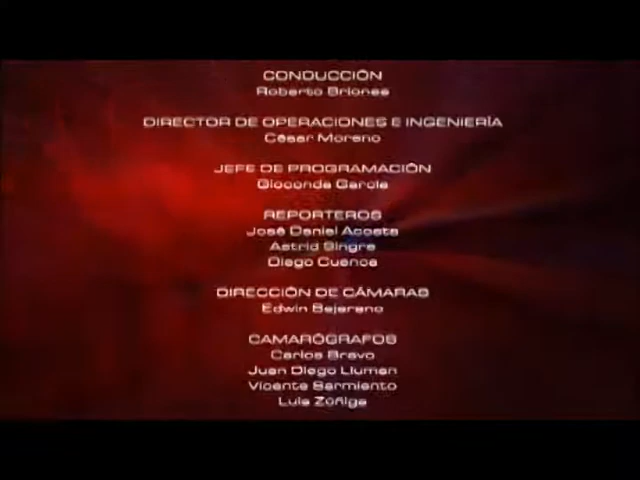 CONDUCCIÓN
Roberto Briones
DIRECTOR DE OPERACIONES E INGENIERÍA
César Moreno
JEFE DE PROGRAMACIÓN
Gioconda García
REPORTEROS
José Daniel Acosta
Astrid Singre
Diego Cuenca
DIRECCIÓN DE CÁMARAS
Edwin Bejarano
CAMARÓGRAFOS
Carlos Bravo
Juan Diego Lluman
Vicente Sarmiento
Luis Zúñiga